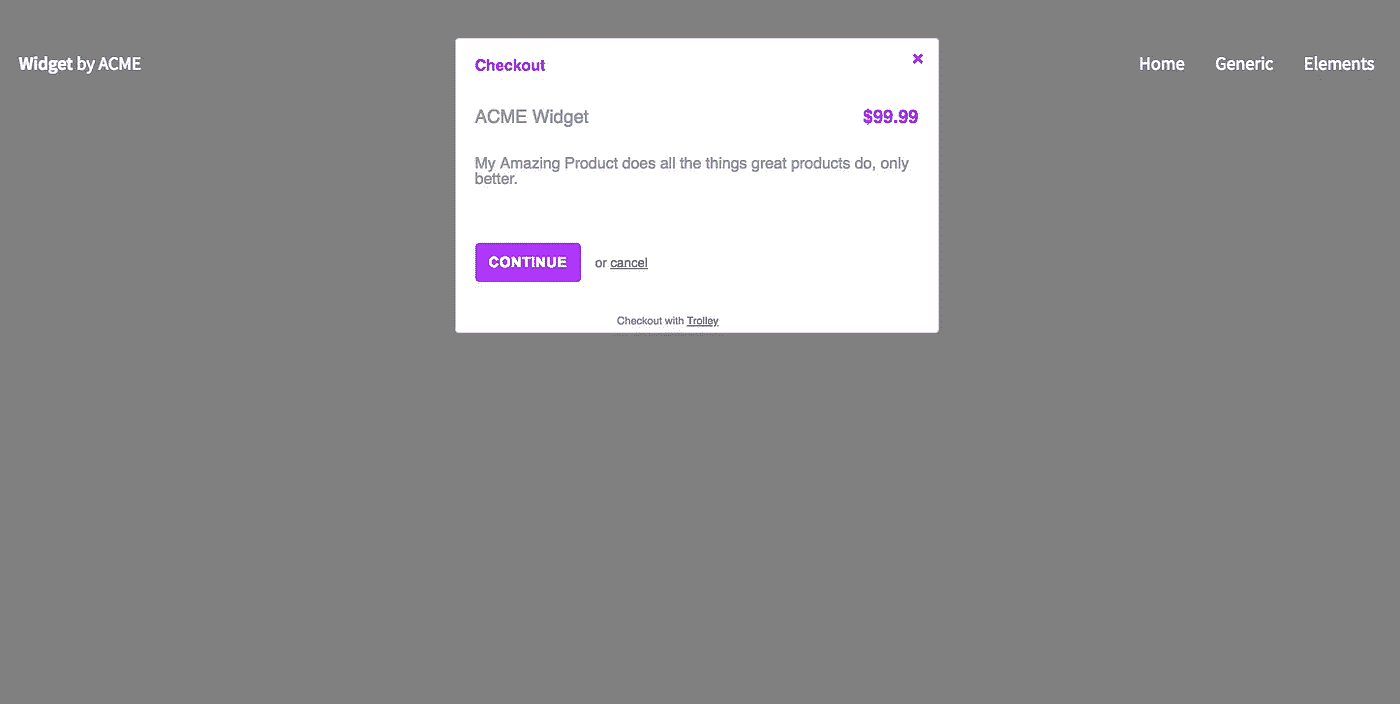 Widget by ACME
Home
Generic
Elements
Checkout
ACME Widget
$99.99
My Amazing Product does all the things great products do, only
better.
CONTINUE
or cancel
Checkout with Trolley